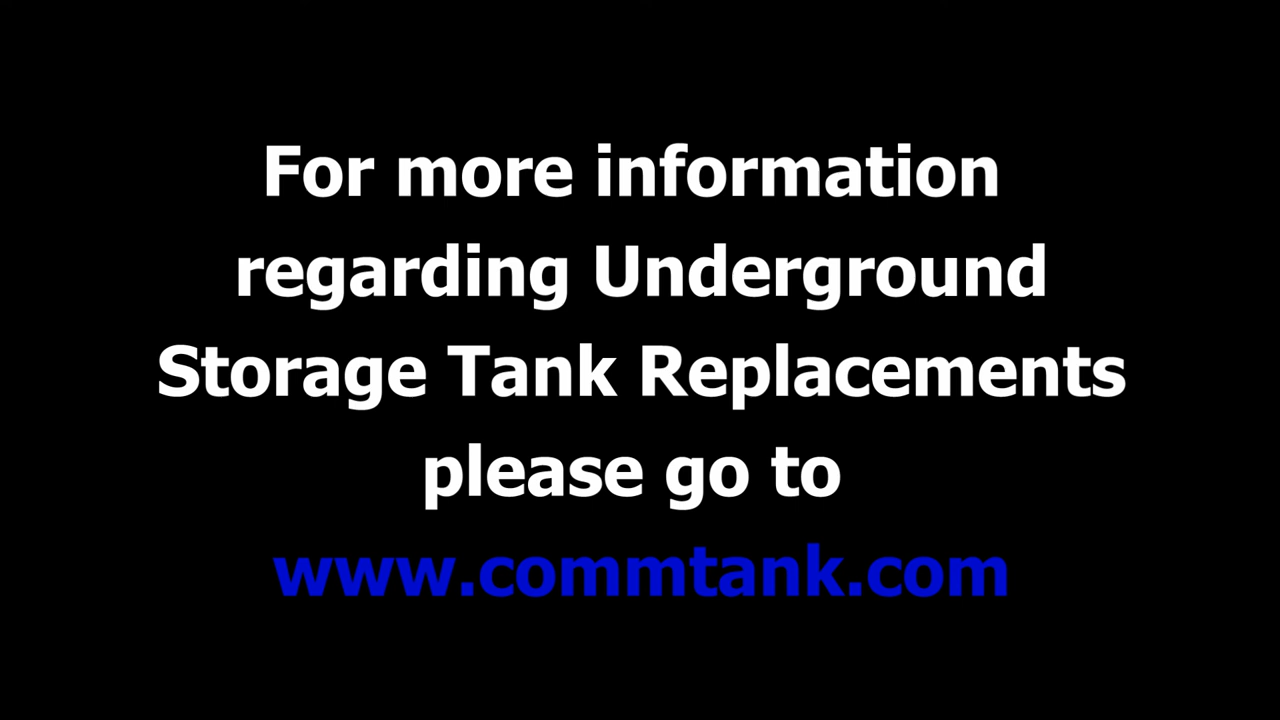 For more information
regarding Underground
Storage Tank Replacements
please go to
www.commtank.com